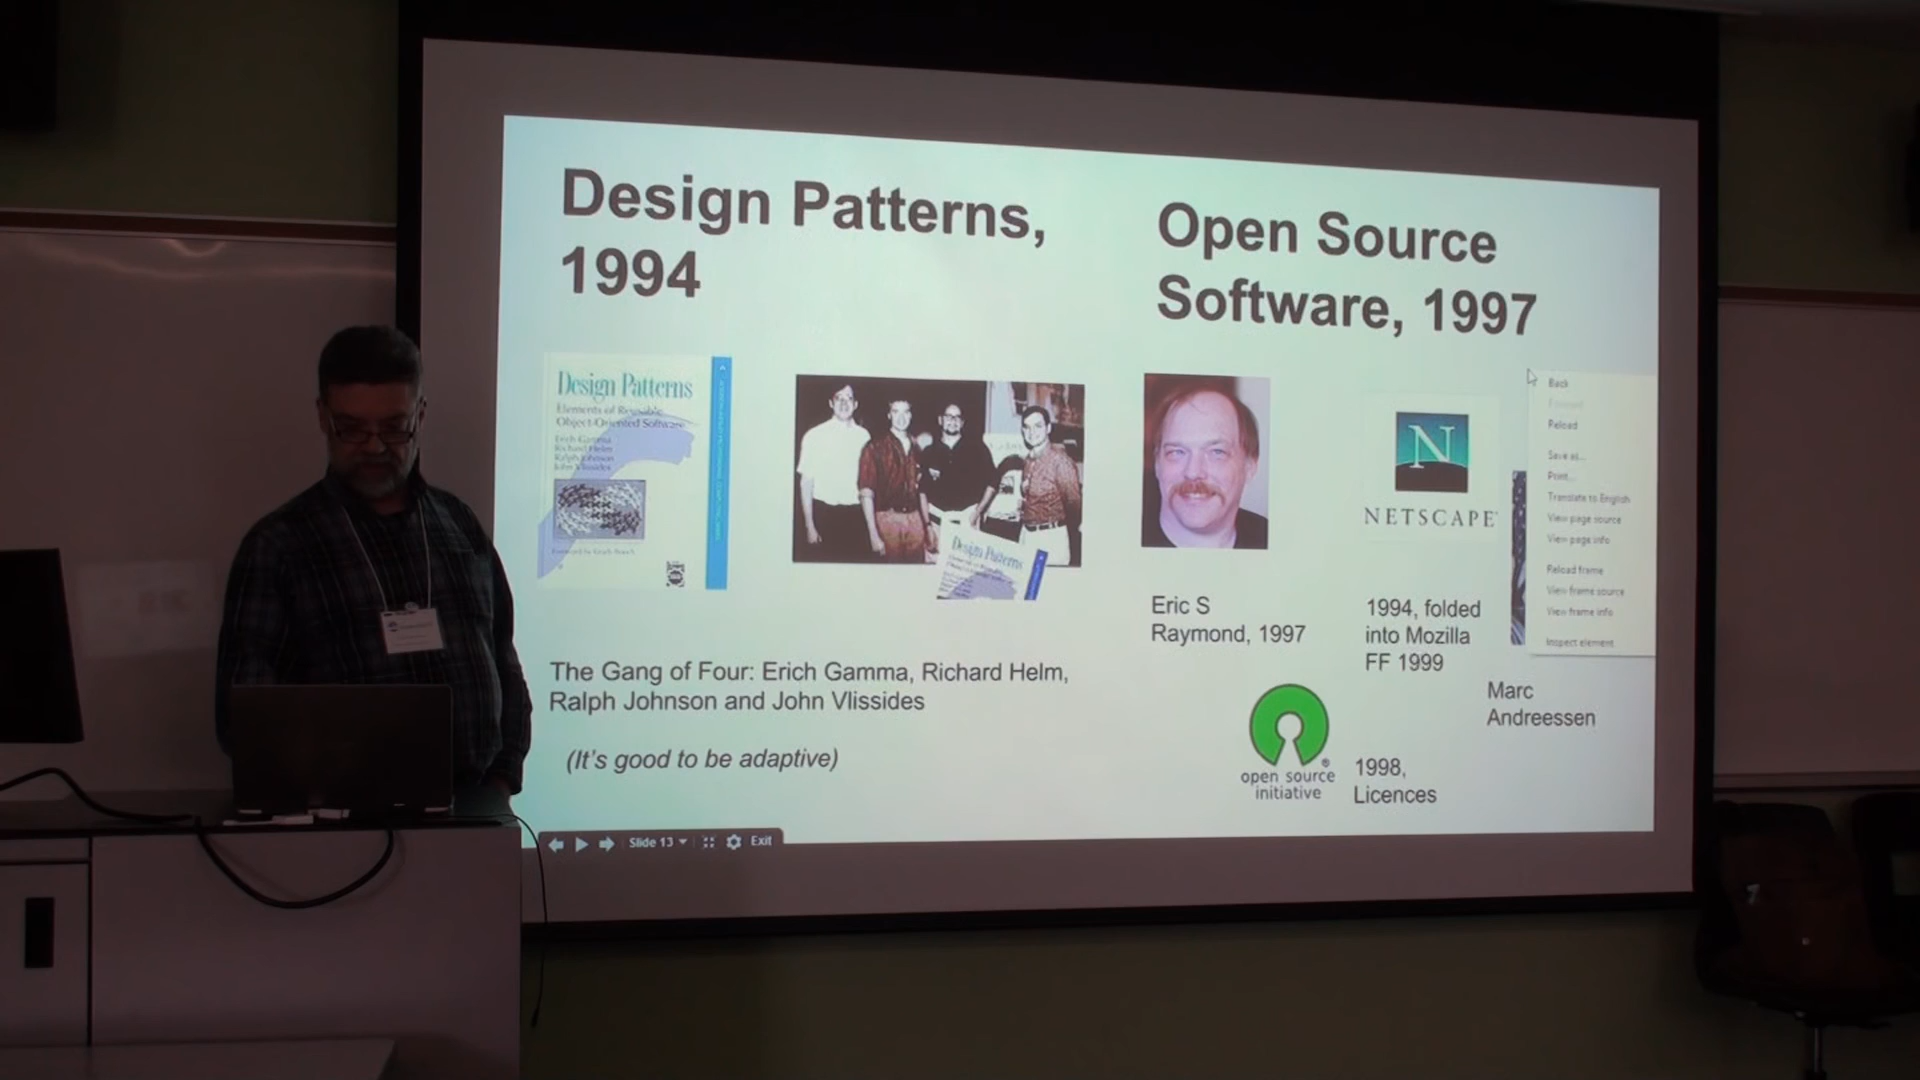 Design Patterns,
1994
Open Source
Software, 1997
Design Patterns
Elements of Reusable
Object-Oriented Software
Erich Gamma
Richard Helm
Ralph Johnson
John Vlissides
Design Patterns
N
NETSCAPE
Back
Forward
Reload
Save as...
Print...
Translate to English
View page source
View page info
Reload frame
View frame source
View frame info
Inspect element
Eric S
Raymond, 1997
1994, folded
into Mozilla
FF 1999
Marc
Andreessen
The Gang of Four: Erich Gamma, Richard Helm,
Ralph Johnson and John Vlissides
(It's good to be adaptive)
open source
initiative
®
1998,
Licences
Slide 13
Exit